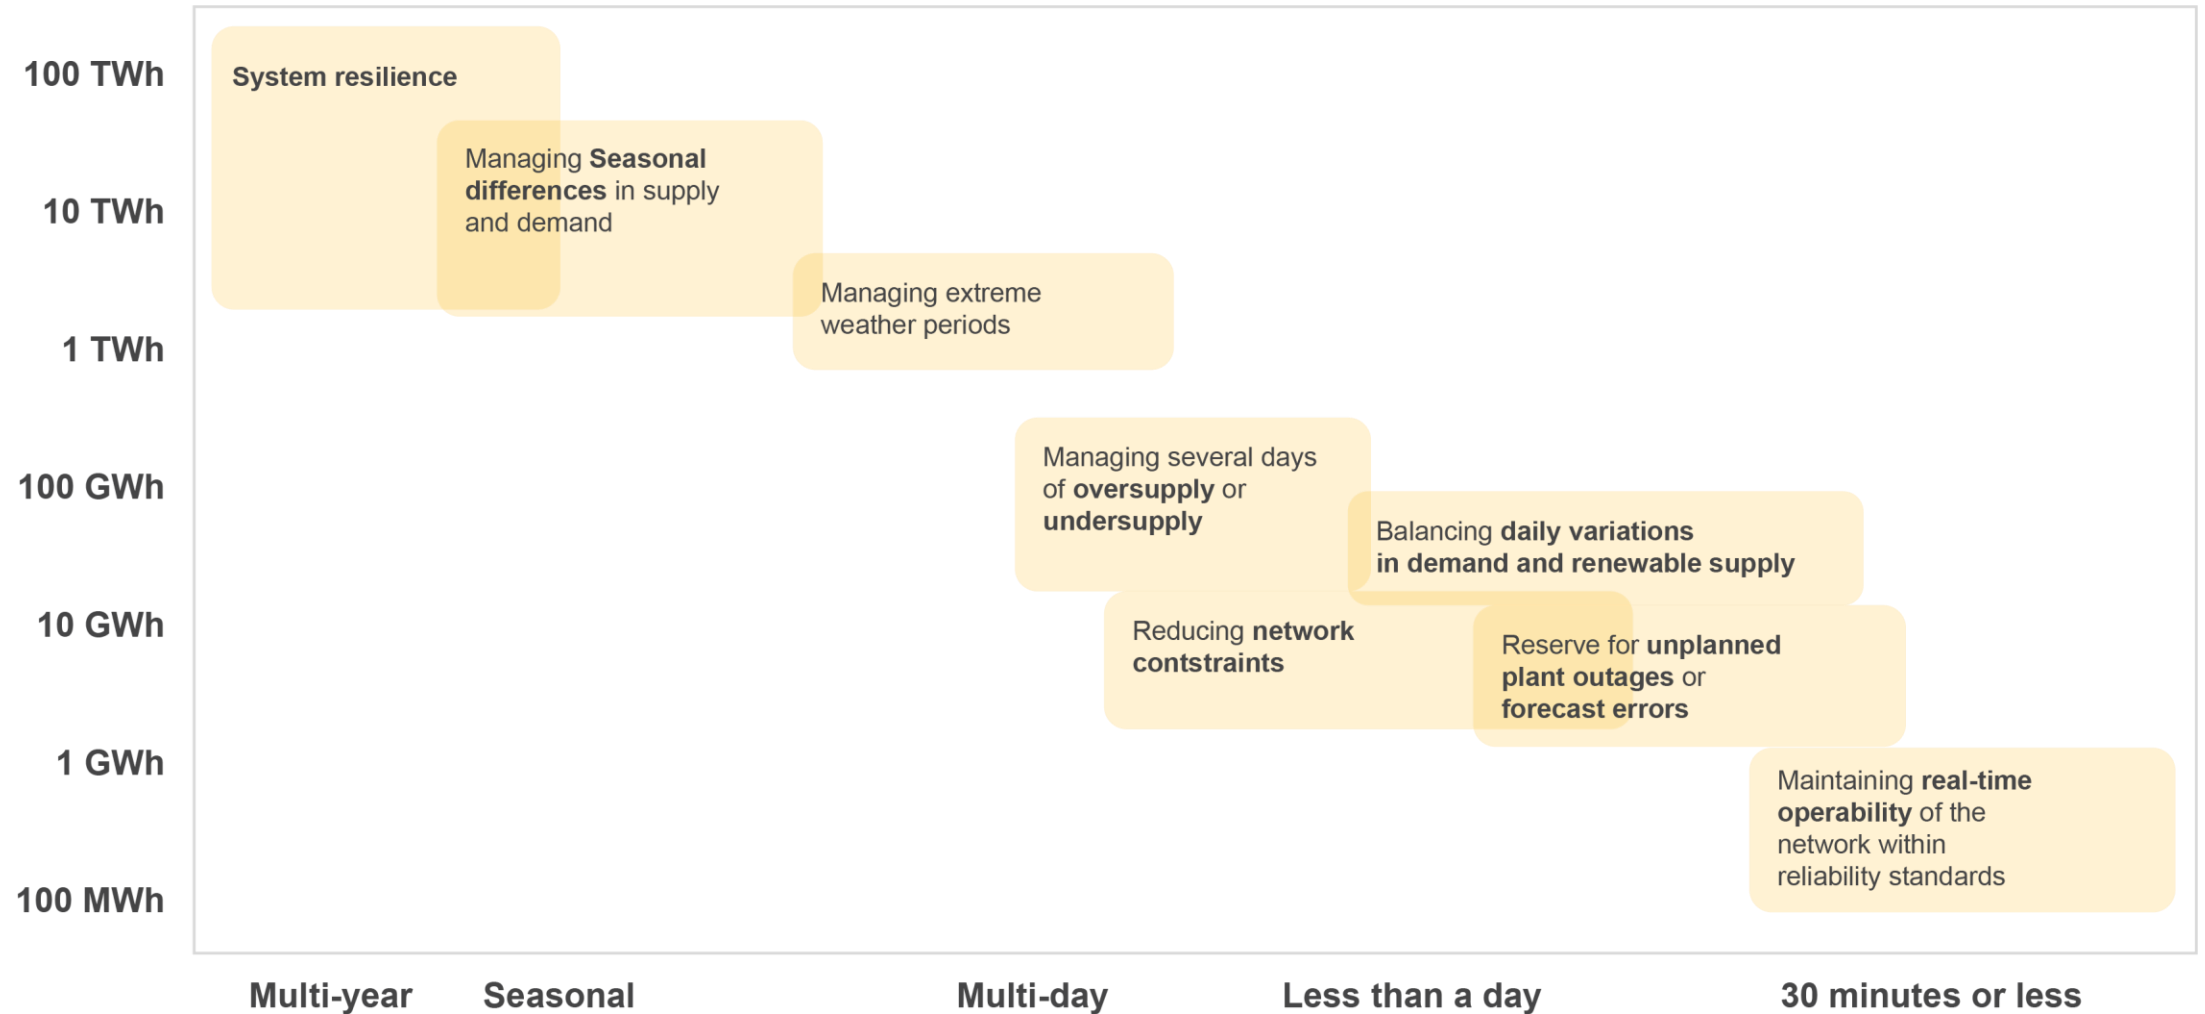 100 TWh
System resilience
Managing Seasonal
differences in supply
and demand
10 TWh
Managing extreme
weather periods
1 TWh
Managing several days
of oversupply or
undersupply
100 GWh
Balancing daily variations
in demand and renewable supply
10 GWh
Reducing network
contstraints
Reserve for unplanned
plant outages or
forecast errors
1 GWh
Maintaining real-time
operability of the
network within
reliability standards
100 MWh
Multi-year
Seasonal
Multi-day
Less than a day
30 minutes or less